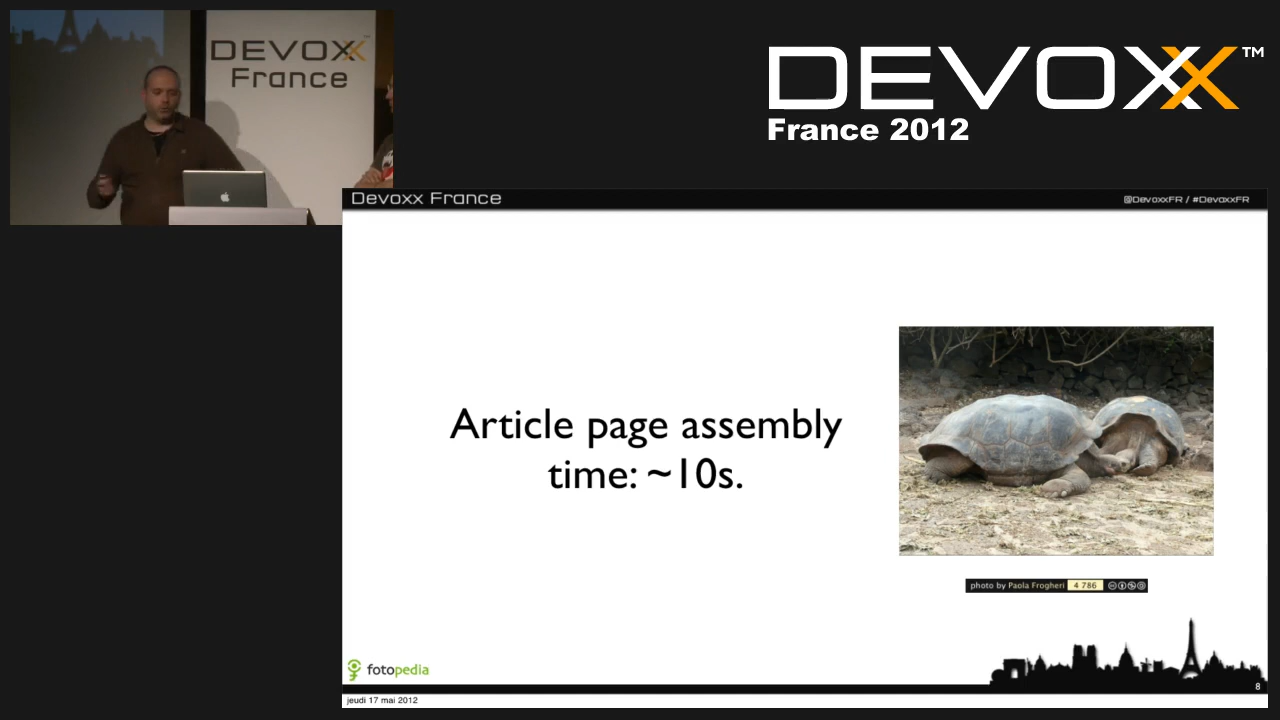 DEVOXX
France
DEVOXX™
France 2012
Devoxx France
@DevoxxFR / #DevoxxFR
Article page assembly
time: ~10s.
photo by Paola Frogheri 4 786
fotopedia
8
jeudi 17 mai 2012